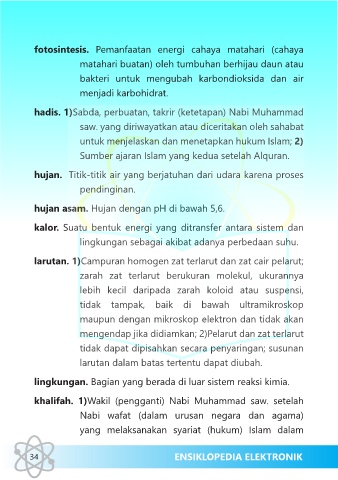 fotosintesis. Pemanfaatan energi cahaya matahari (cahaya
matahari buatan) oleh tumbuhan berhijau daun atau
bakteri untuk mengubah karbondioksida dan air
menjadi karbohidrat.
hadis. 1)Sabda, perbuatan, takrir (ketetapan) Nabi Muhammad
saw. yang diriwayatkan atau diceritakan oleh sahabat
untuk menjelaskan dan menetapkan hukum Islam; 2)
Sumber ajaran Islam yang kedua setelah Alquran.
hujan. Titik-titik air yang berjatuhan dari udara karena proses
pendinginan.
hujan asam. Hujan dengan pH di bawah 5,6.
kalor. Suatu bentuk energi yang ditransfer antara sistem dan
lingkungan sebagai akibat adanya perbedaan suhu.
larutan. 1)Campuran homogen zat terlarut dan zat cair pelarut;
zarah zat terlarut berukuran molekul, ukurannya
lebih kecil daripada zarah koloid atau suspensi,
tidak tampak, baik di bawah ultramikroskop
maupun dengan mikroskop elektron dan tidak akan
mengendap jika didiamkan; 2)Pelarut dan zat terlarut
tidak dapat dipisahkan secara penyaringan; susunan
larutan dalam batas tertentu dapat diubah.
lingkungan. Bagian yang berada di luar sistem reaksi kimia.
khalifah. 1)Wakil (pengganti) Nabi Muhammad saw. setelah
Nabi wafat (dalam urusan negara dan agama)
yang melaksanakan syariat (hukum) Islam dalam
34 ENSIKLOPEDIA ELEKTRONIK